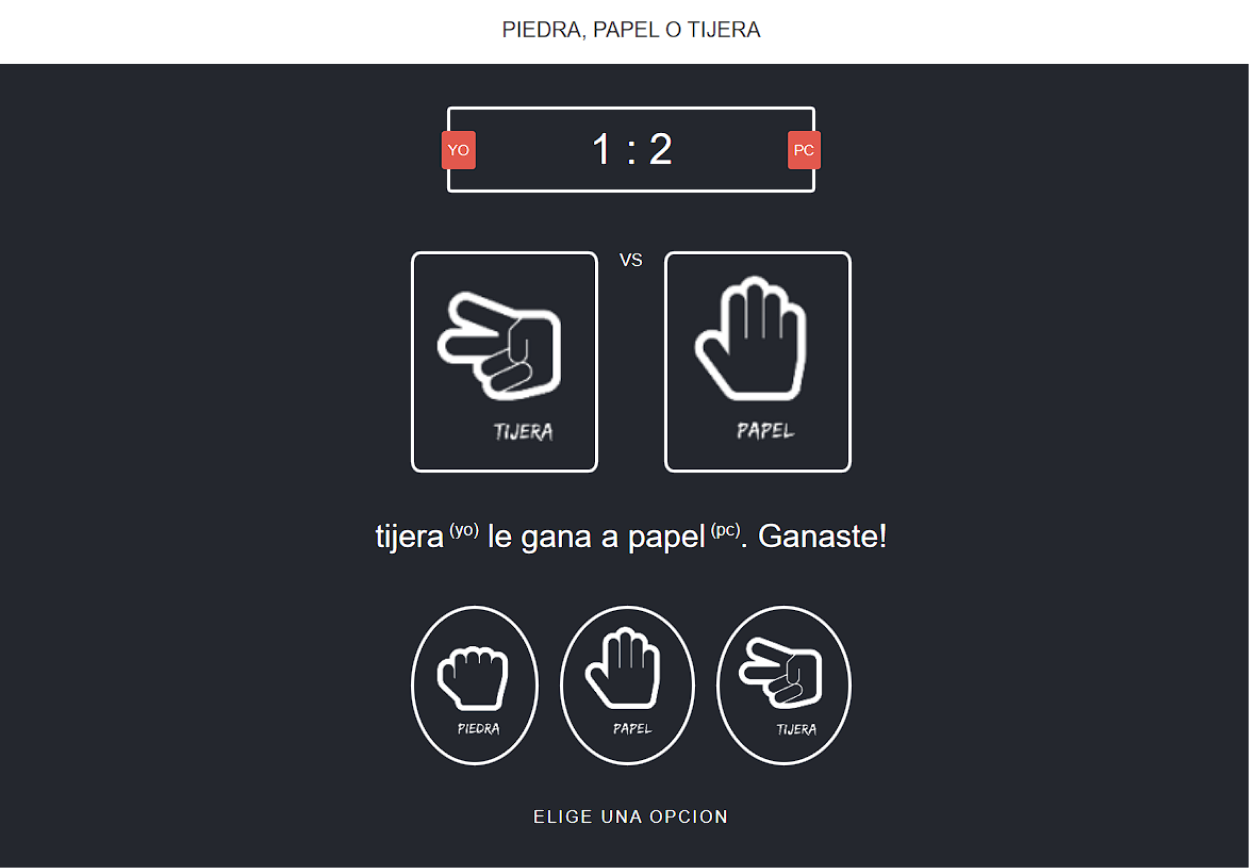 PIEDRA, PAPEL O TIJERA
YO 1 : 2 PC
VS
TIJERA PAPEL
tijera (yo) le gana a papel (pc). Ganaste!
PIEDRA PAPEL TIJERA
ELIGE UNA OPCION